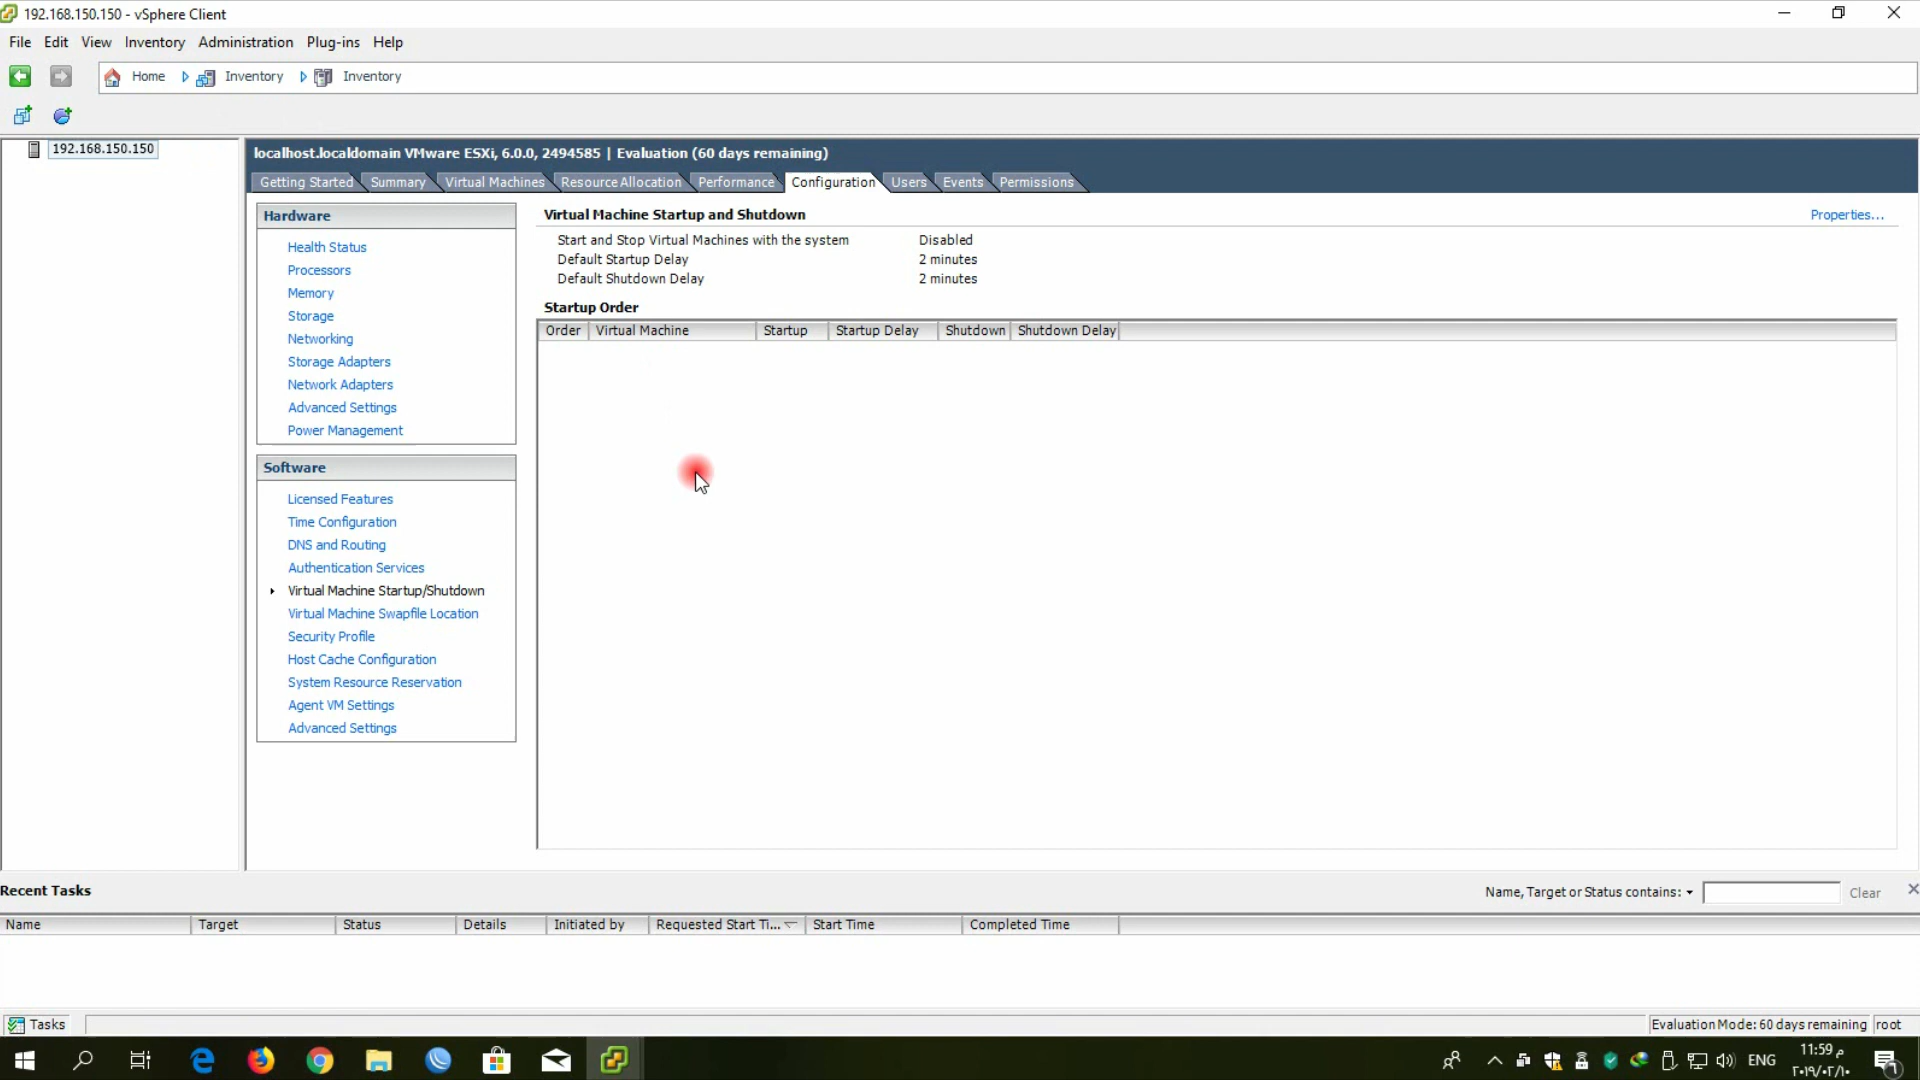 192.168.150.150 - vSphere Client
File Edit View Inventory Administration Plug-ins Help
Home Inventory Inventory
192.168.150.150
localhost.localdomain VMware ESXi, 6.0.0, 2494585 | Evaluation (60 days remaining)
Getting Started Summary Virtual Machines Resource Allocation Performance Configuration Users Events Permissions
Hardware
Health Status
Processors
Memory
Storage
Networking
Storage Adapters
Network Adapters
Advanced Settings
Power Management
Software
Licensed Features
Time Configuration
DNS and Routing
Authentication Services
Virtual Machine Startup/Shutdown
Virtual Machine Swapfile Location
Security Profile
Host Cache Configuration
System Resource Reservation
Agent VM Settings
Advanced Settings
Virtual Machine Startup and Shutdown Properties...
Start and Stop Virtual Machines with the system Disabled
Default Startup Delay 2 minutes
Default Shutdown Delay 2 minutes
Startup Order
Order Virtual Machine Startup Startup Delay Shutdown Shutdown Delay
Recent Tasks Name, Target or Status contains: Clear
Name Target Status Details Initiated by Requested Start Ti... Start Time Completed Time
Tasks Evaluation Mode: 60 days remaining root
ENG 11:59 م
٢٠١٩/٠٢/١٠